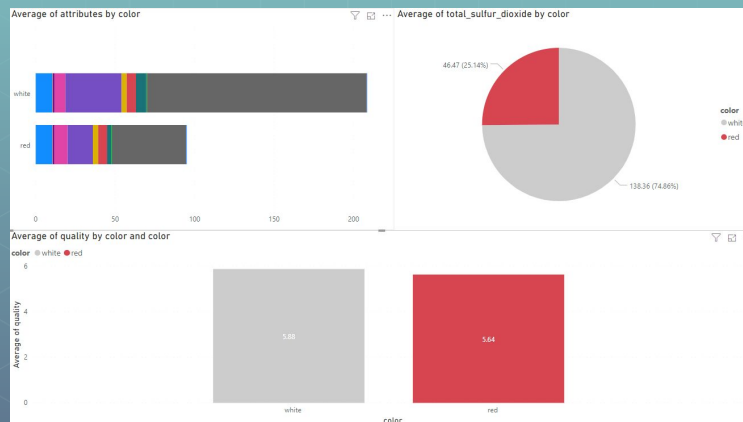 Average of attributes by color
white
red
0 50 100 150 200
Average of total_sulfur_dioxide by color
46.47 (25.14%)
138.36 (74.86%)
color
whit
red
Average of quality by color and color
color white red
Average of quality
6
4
2
0
5.88
5.64
white
red
color